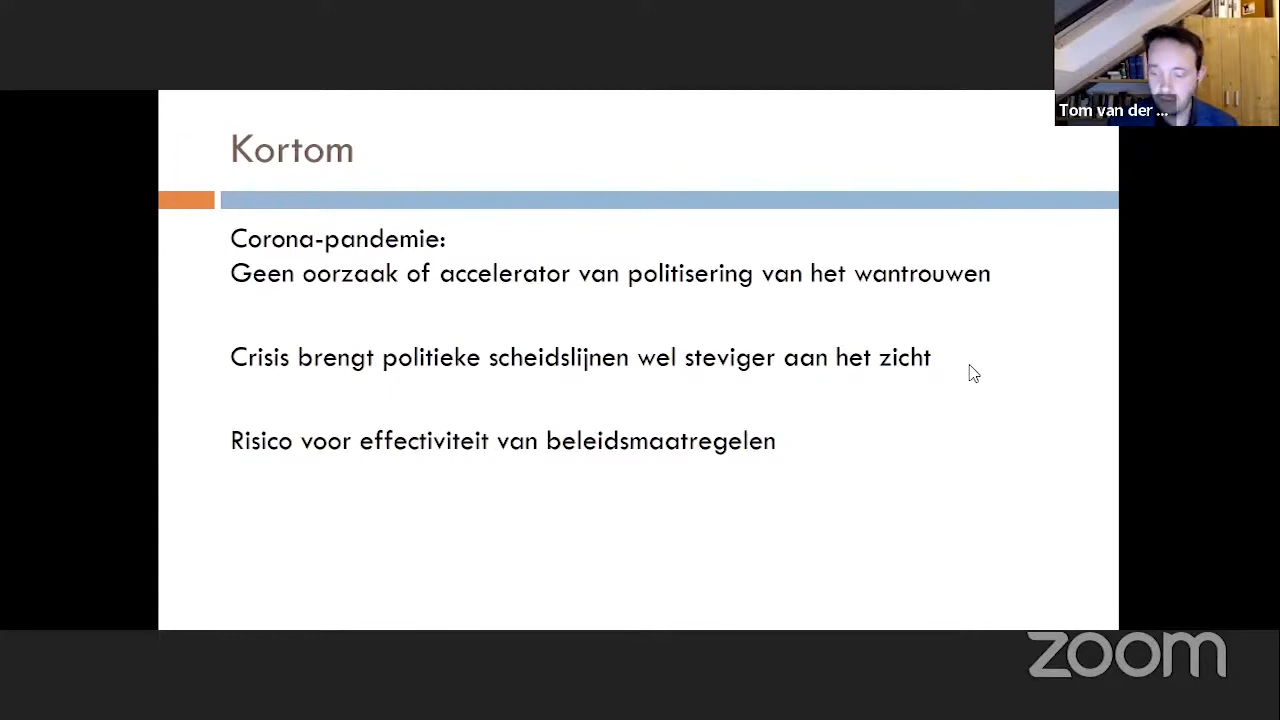 Tom van der ...
Kortom
Corona-pandemie:
Geen oorzaak of accelerator van politisering van het wantrouwen
Crisis brengt politieke scheidslijnen wel steviger aan het zicht
Risico voor effectiviteit van beleidsmaatregelen
zoom